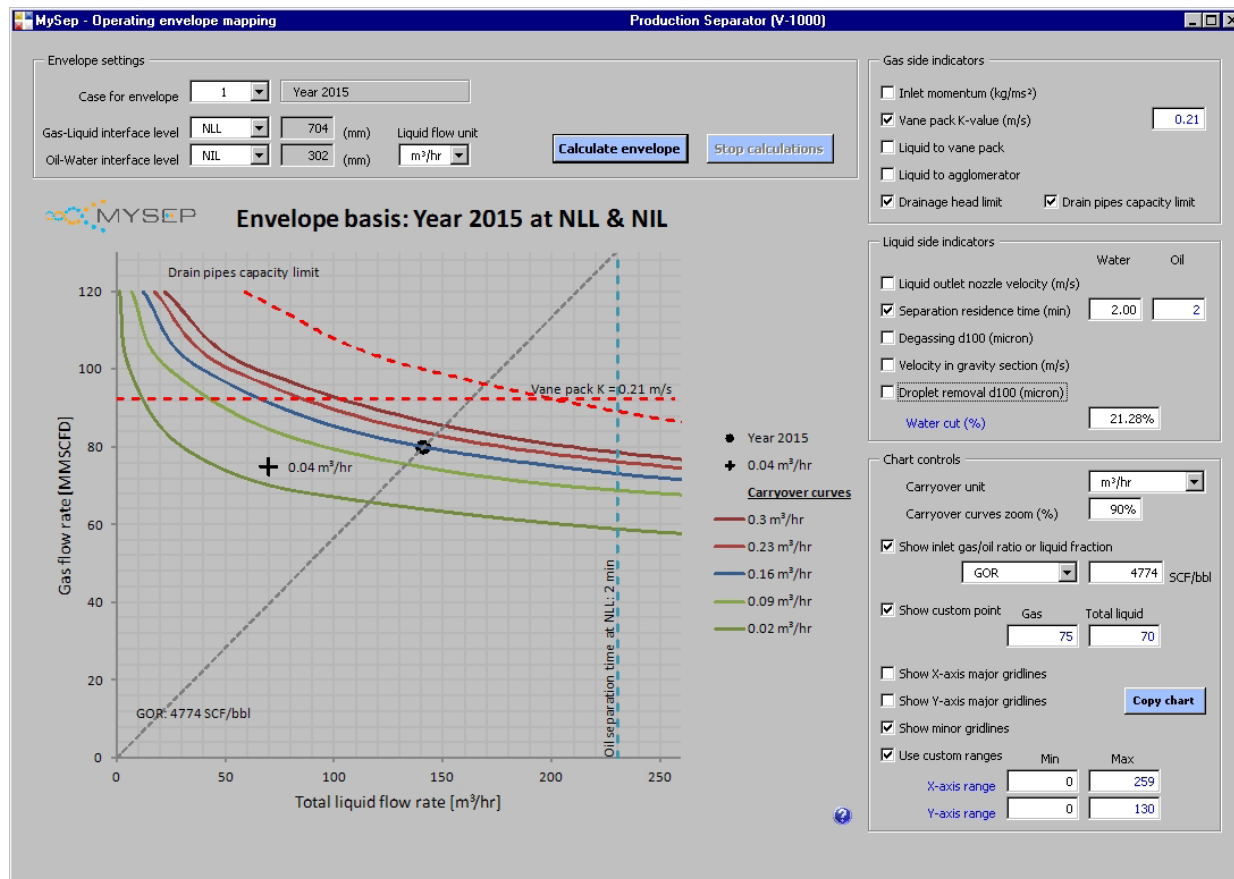 MySep - Operating envelope mapping
Production Separator (V-1000)
Envelope settings
Case for envelope 1 Year 2015
Gas-Liquid interface level NLL 704 (mm) Liquid flow unit
Oil-Water interface level NIL 302 (mm) m³/hr
Calculate envelope
Stop calculations
MYSEP
Envelope basis: Year 2015 at NLL & NIL
Drain pipes capacity limit
Vane pack K = 0.21 m/s
0.04 m³/hr
GOR: 4774 SCF/bbl
Oil separation time at NLL: 2 min
Gas flow rate [MMSCFD]
120
100
80
60
40
20
0
0 50 100 150 200 250
Total liquid flow rate [m³/hr]
Year 2015
0.04 m³/hr
Carryover curves
0.3 m³/hr
0.23 m³/hr
0.16 m³/hr
0.09 m³/hr
0.02 m³/hr
Gas side indicators
Inlet momentum (kg/ms²)
Vane pack K-value (m/s) 0.21
Liquid to vane pack
Liquid to agglomerator
Drainage head limit Drain pipes capacity limit
Liquid side indicators
Water Oil
Liquid outlet nozzle velocity (m/s)
Separation residence time (min) 2.00 2
Degassing d100 (micron)
Velocity in gravity section (m/s)
Droplet removal d100 (micron)
Water cut (%) 21.28%
Chart controls
Carryover unit m³/hr
Carryover curves zoom (%) 90%
Show inlet gas/oil ratio or liquid fraction
GOR 4774 SCF/bbl
Show custom point Gas Total liquid
75 70
Show X-axis major gridlines
Show Y-axis major gridlines
Copy chart
Show minor gridlines
Use custom ranges Min Max
X-axis range 0 259
Y-axis range 0 130
?